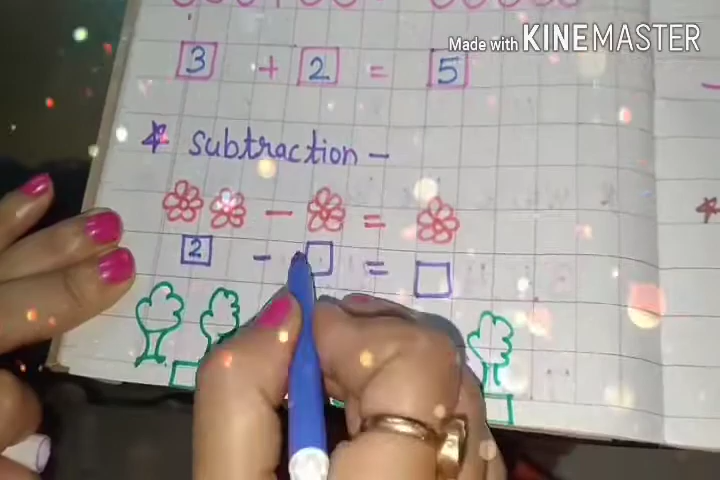 Made with KINEMASTER
3 + 2 = 5
* subtraction -
- =
2 - =